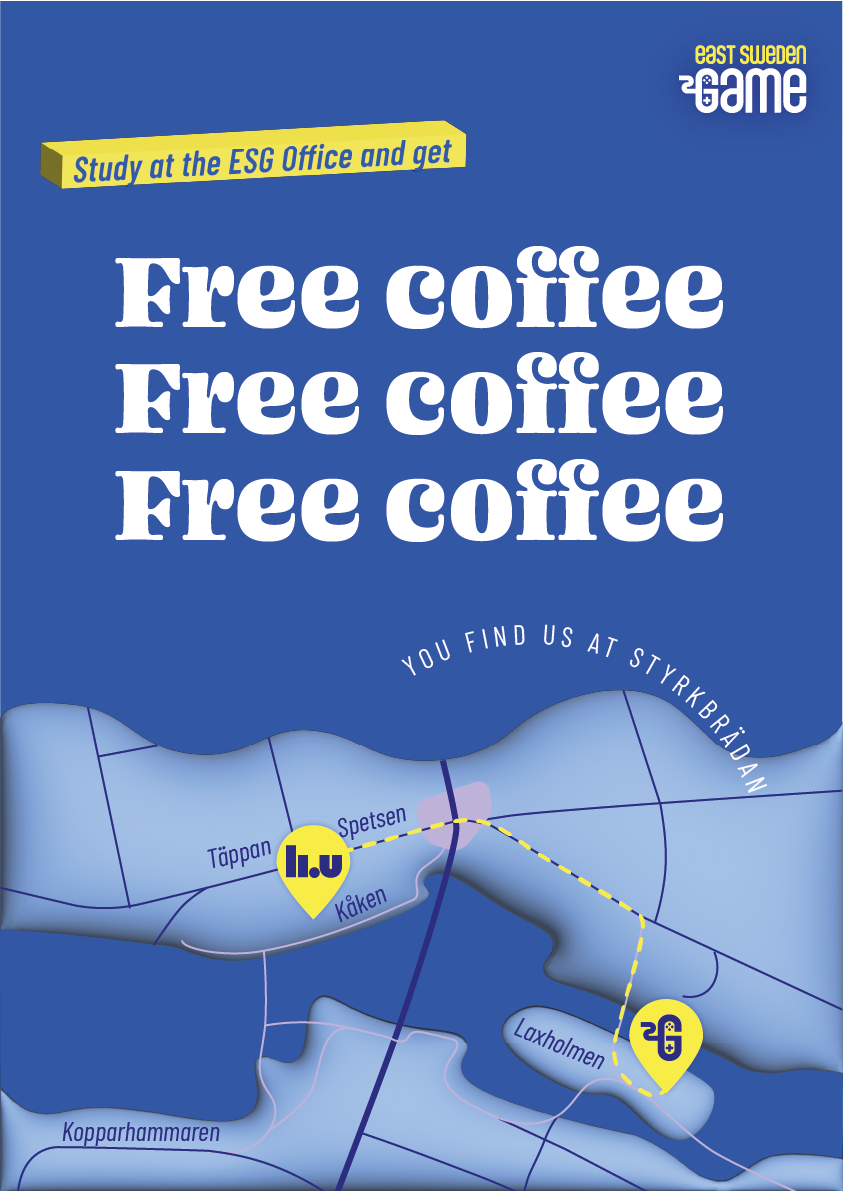 EAST SWEDEN
GAME
Study at the ESG Office and get
Free coffee
Free coffee
Free coffee
YOU FIND US AT STYRKBRÄDAN
Spetsen
Täppan
li.u
Kåken
Laxholmen
G
Kopparhammaren